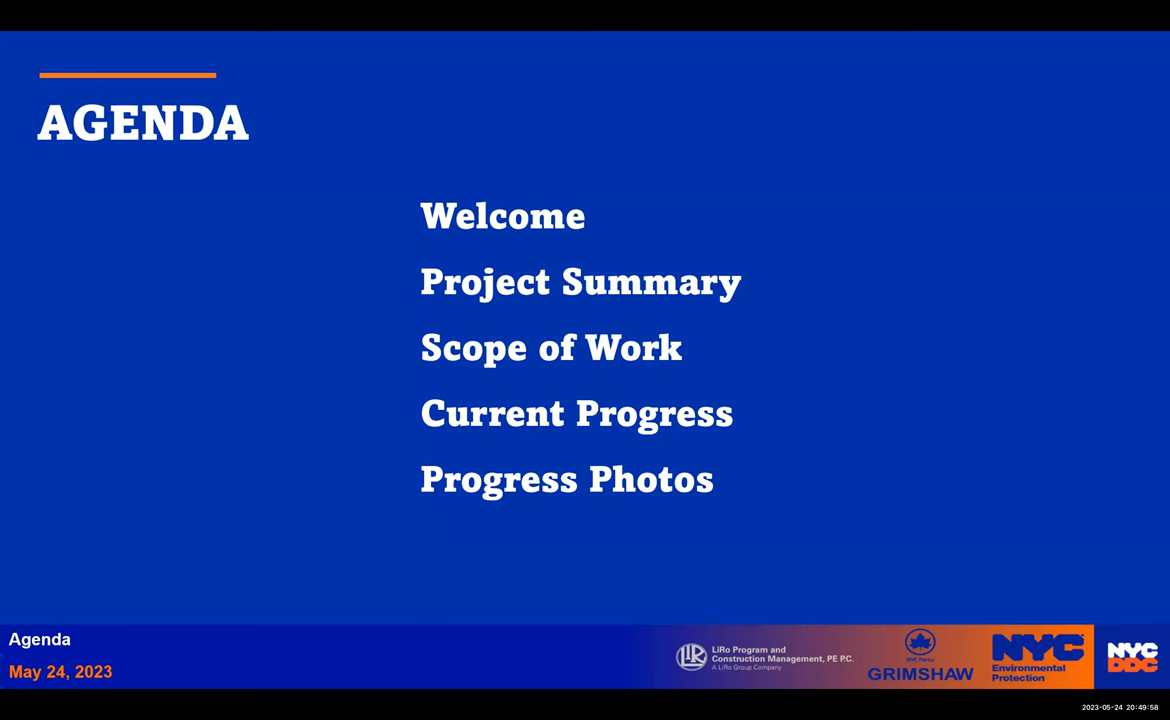 AGENDA
Welcome
Project Summary
Scope of Work
Current Progress
Progress Photos
Agenda
May 24, 2023
LiRo Program and
Construction Management, PE P.C.
A LiRo Group Company
NYC Parks
GRIMSHAW
NYC
Environmental
Protection
NYC
DDC
2023-05-24 20:49:58